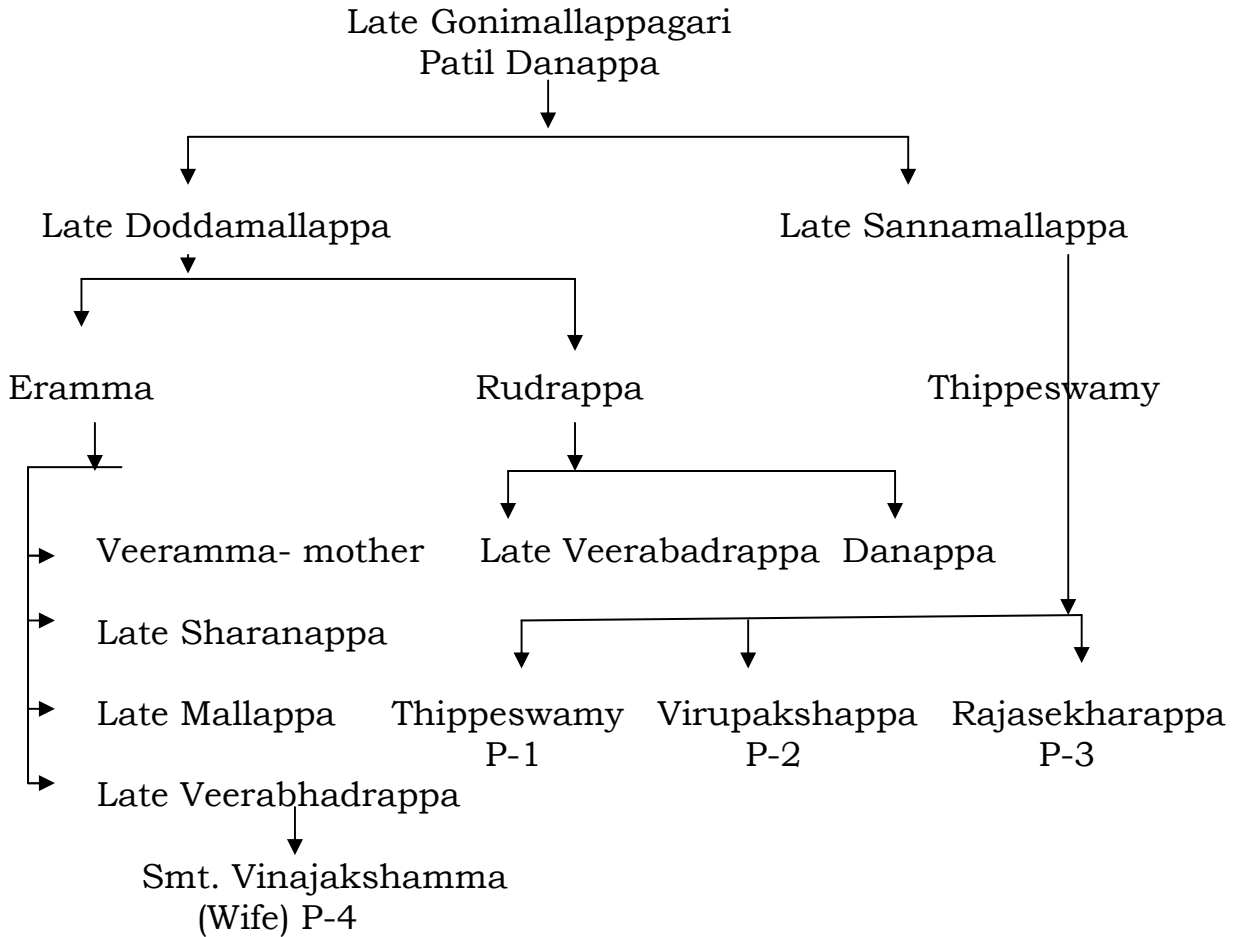 Late Gonimallappagari
Patil Danappa
Late Doddamallappa
Late Sannamallappa
Eramma
Rudrappa
Thippeswamy
Veeramma- mother
Late Veerabadrappa
Danappa
Late Sharanappa
Late Mallappa
Thippeswamy
P-1
Virupakshappa
P-2
Rajasekharappa
P-3
Late Veerabhadrappa
Smt. Vinajakshamma
(Wife) P-4